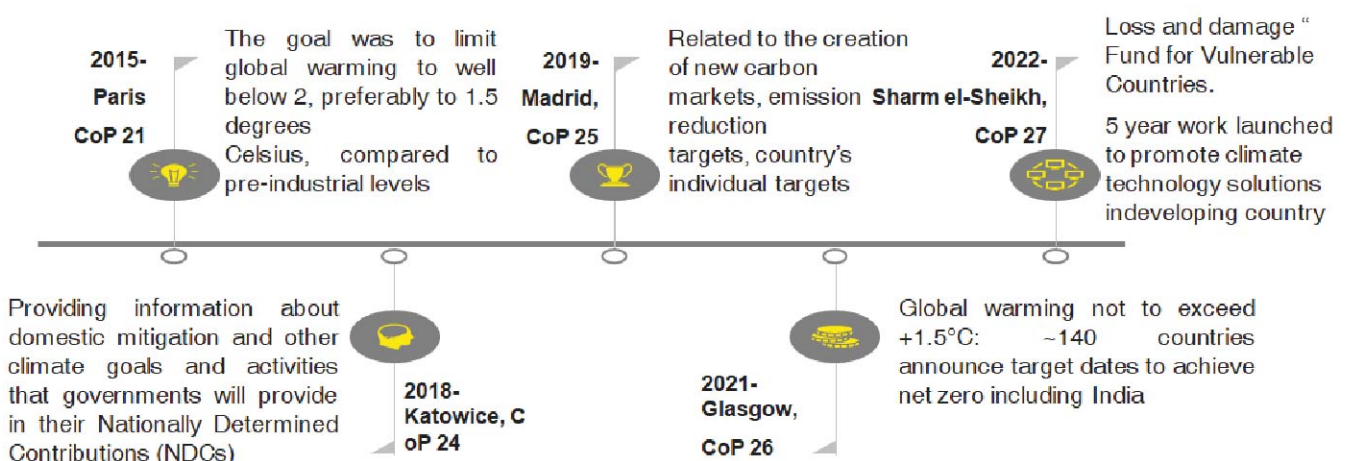 2015-
Paris
CoP 21
The goal was to limit
global warming to well
below 2, preferably to 1.5
degrees
Celsius, compared to
pre-industrial levels
2019-
Madrid,
CoP 25
Related to the creation
of new carbon
markets, emission
reduction
targets, country's
individual targets
2022-
Sharm el-Sheikh,
CoP 27
Loss and damage “
Fund for Vulnerable
Countries.
5 year work launched
to promote climate
technology solutions
indeveloping country
Providing information about
domestic mitigation and other
climate goals and activities
that governments will provide
in their Nationally Determined
Contributions (NDCs)
2018-
Katowice, C
oP 24
2021-
Glasgow,
CoP 26
Global warming not to exceed
+1.5°C: ~140 countries
announce target dates to achieve
net zero including India